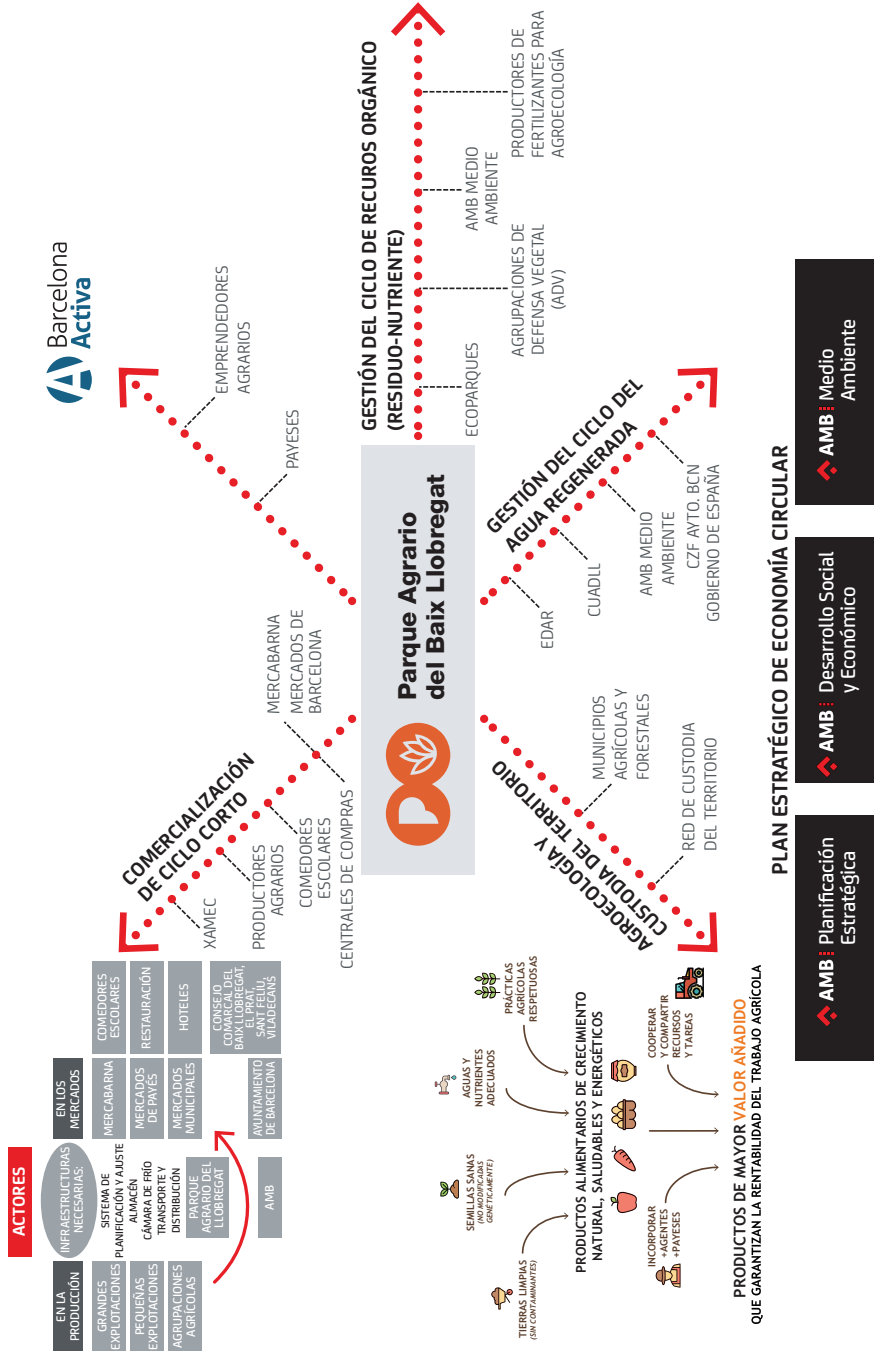 ACTORES
EN LA
PRODUCCIÓN
GRANDES
EXPLOTACIONES
PEQUEÑAS
EXPLOTACIONES
AGRUPACIONES
AGRÍCOLAS
INFRAESTRUCTURAS
NECESARIAS:
SISTEMA DE
PLANIFICACIÓN Y AJUSTE
ALMACÉN
CÁMARA DE FRÍO
TRANSPORTE Y
DISTRIBUCIÓN
PARQUE
AGRARIO DEL
LLOBREGAT
AMB
EN LOS
MERCADOS
MERCABARNA
MERCADOS
DE PAYÉS
MERCADOS
MUNICIPALES
AYUNTAMIENTO
DE BARCELONA
COMEDORES
ESCOLARES
RESTAURACIÓN
HOTELES
CONSEJO
COMARCAL DEL
BAIX LLOBREGAT,
EL PRAT,
SANT FELIU,
VILADECANS
COMERCIALIZACIÓN
DE CICLO CORTO
XAMEC
PRODUCTORES
AGRARIOS
COMEDORES
ESCOLARES
CENTRALES DE COMPRAS
MERCABARNA
MERCADOS DE
BARCELONA
Barcelona
Activa
EMPRENDEDORES
AGRARIOS
PAYESES
Parque Agrario
del Baix Llobregat
GESTIÓN DEL CICLO DE RECUROS ORGÁNICO
(RESIDUO-NUTRIENTE)
ECOPARQUES
AGRUPACIONES DE
DEFENSA VEGETAL
(ADV)
AMB MEDIO
AMBIENTE
PRODUCTORES DE
FERTILIZANTES PARA
AGROECOLOGÍA
GESTIÓN DEL CICLO DEL
AGUA REGENERADA
EDAR
CUADLL
AMB MEDIO
AMBIENTE
CZF AYTO. BCN
GOBIERNO DE ESPAÑA
AGROECOLOGÍA Y
CUSTODIA DEL TERRITORIO
MUNICIPIOS
AGRÍCOLAS Y
FORESTALES
RED DE CUSTODIA
DEL TERRITORIO
TIERRAS LIMPIAS
(SIN CONTAMINANTES)
SEMILLAS SANAS
(NO MODIFICADAS
GENÉTICAMENTE)
AGUAS Y
NUTRIENTES
ADECUADOS
PRÁCTICAS
AGRÍCOLAS
RESPETUOSAS
PRODUCTOS ALIMENTARIOS DE CRECIMIENTO
NATURAL, SALUDABLES Y ENERGÉTICOS
INCORPORAR
+AGENTES
+PAYESES
COOPERAR
Y COMPARTIR
RECURSOS
Y TAREAS
PRODUCTOS DE MAYOR VALOR AÑADIDO
QUE GARANTIZAN LA RENTABILIDAD DEL TRABAJO AGRÍCOLA
PLAN ESTRATÉGICO DE ECONOMÍA CIRCULAR
AMB Planificación
Estratégica
AMB Desarrollo Social
y Económico
AMB Medio
Ambiente